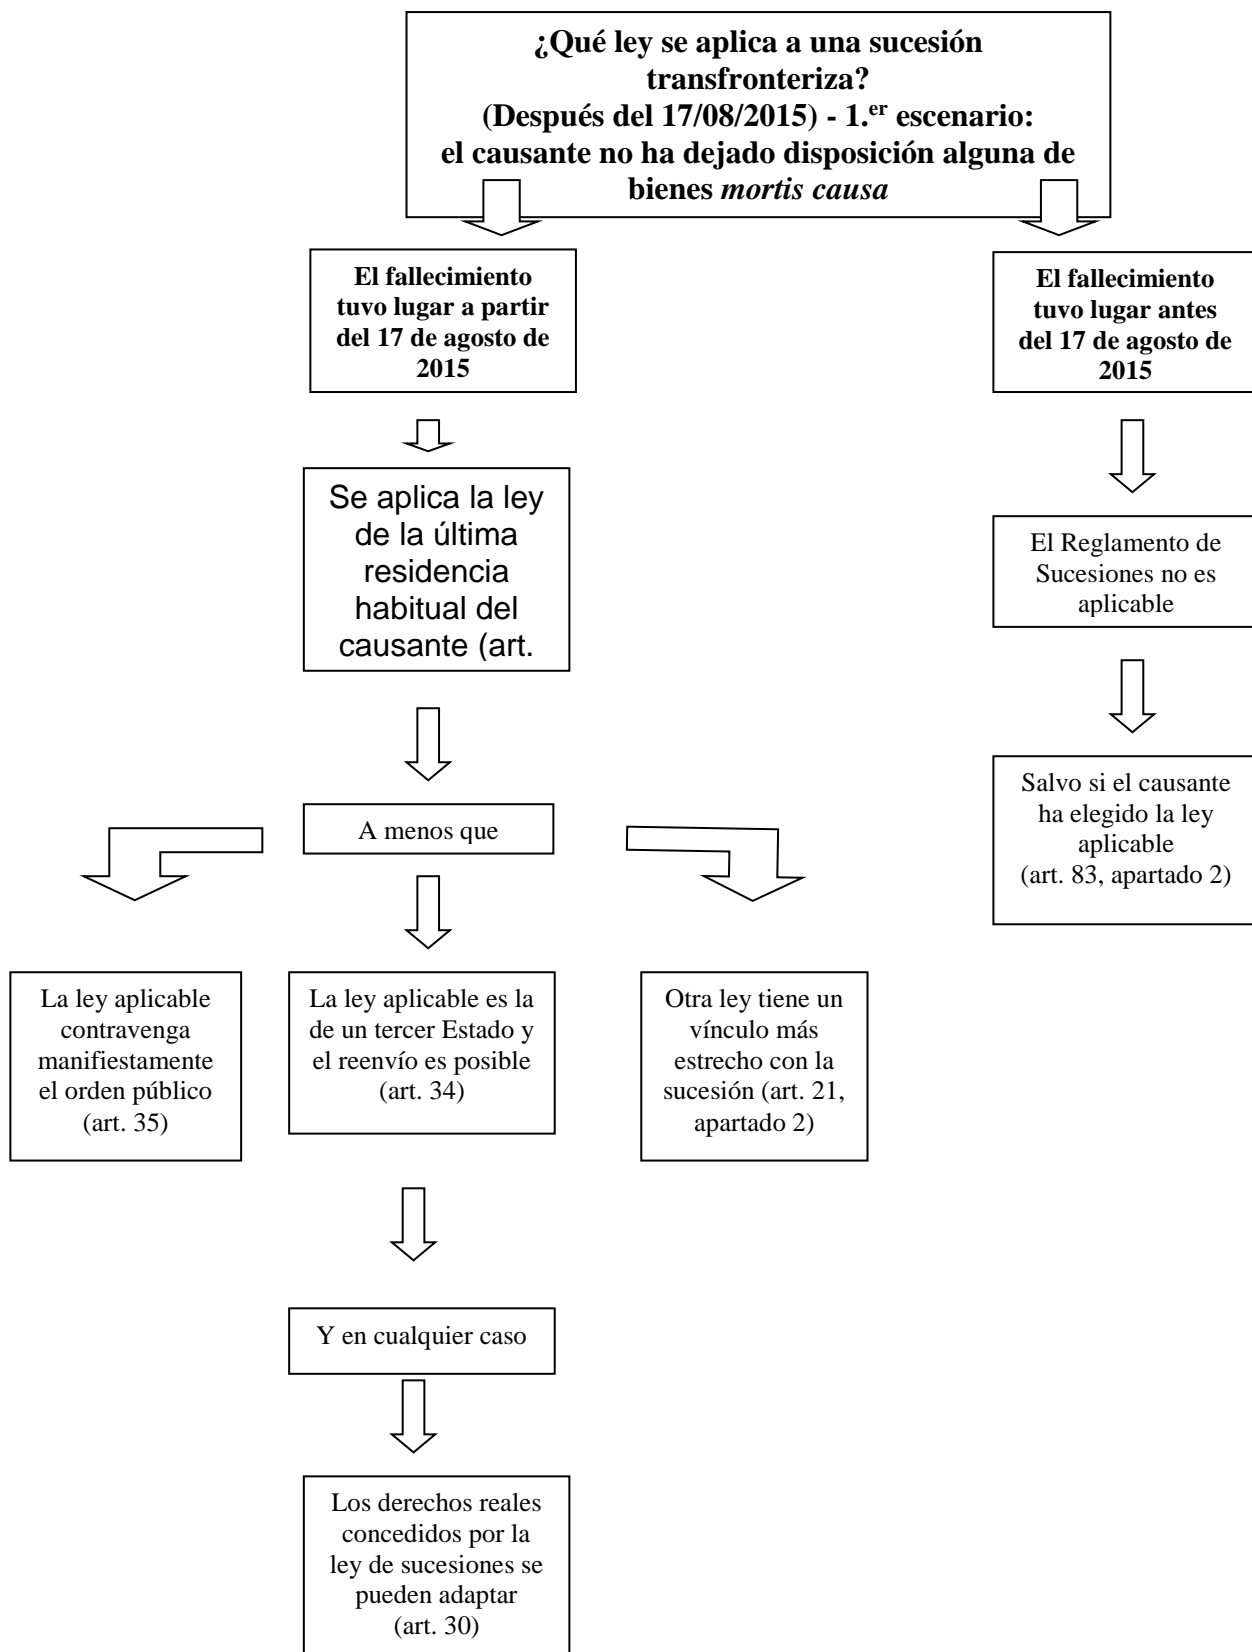 ¿Qué ley se aplica a una sucesión
transfronteriza?
(Después del 17/08/2015) - 1.er escenario:
el causante no ha dejado disposición alguna de
bienes mortis causa
El fallecimiento
tuvo lugar a partir
del 17 de agosto de
2015
El fallecimiento
tuvo lugar antes
del 17 de agosto de
2015
Se aplica la ley
de la última
residencia
habitual del
causante (art.
El Reglamento de
Sucesiones no es
aplicable
A menos que
Salvo si el causante
ha elegido la ley
aplicable
(art. 83, apartado 2)
La ley aplicable
contravenga
manifiestamente
el orden público
(art. 35)
La ley aplicable es la
de un tercer Estado y
el reenvío es posible
(art. 34)
Otra ley tiene un
vínculo más
estrecho con la
sucesión (art. 21,
apartado 2)
Y en cualquier caso
Los derechos reales
concedidos por la
ley de sucesiones se
pueden adaptar
(art. 30)